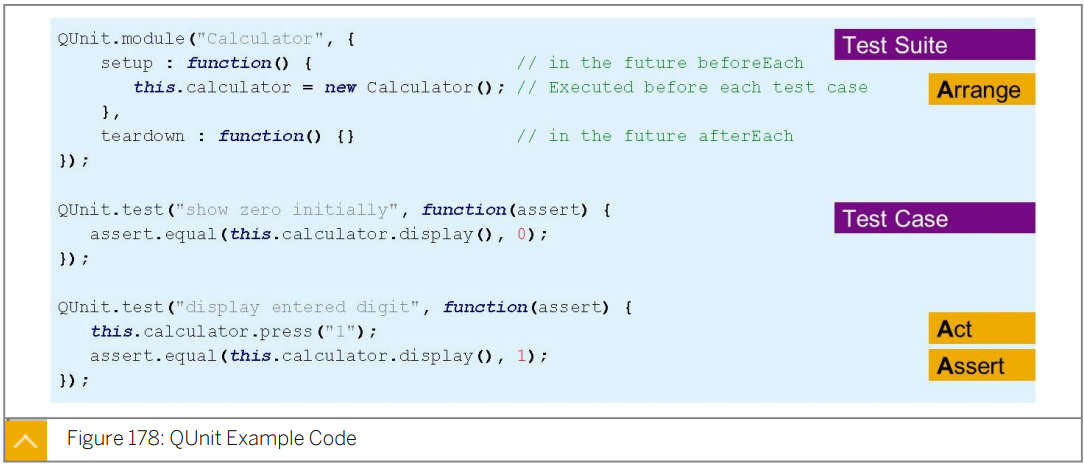 QUnit.module("Calculator", {
Test Suite
setup : function() { // in the future beforeEach
this.calculator = new Calculator(); // Executed before each test case
Arrange
},
teardown : function() {} // in the future afterEach
});
QUnit.test("show zero initially", function(assert) {
Test Case
assert.equal(this.calculator.display(), 0);
});
QUnit.test("display entered digit", function(assert) {
this.calculator.press("1");
Act
assert.equal(this.calculator.display(), 1);
Assert
});
Figure 178: QUnit Example Code